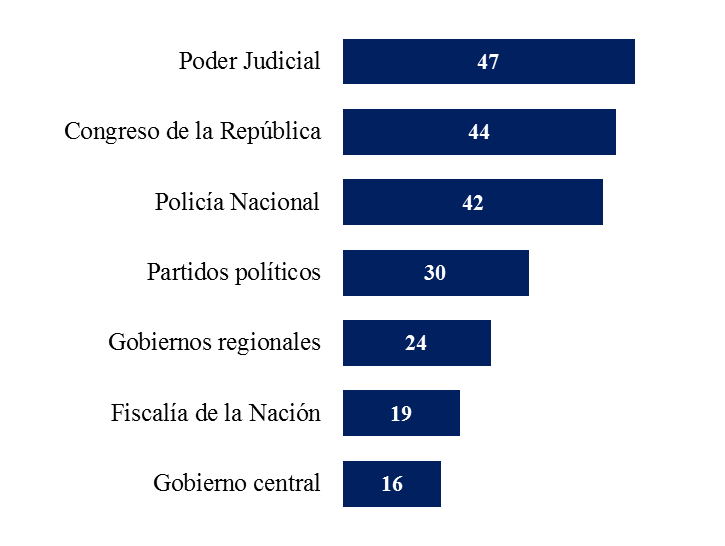 Poder Judicial 47
Congreso de la República 44
Policía Nacional 42
Partidos políticos 30
Gobiernos regionales 24
Fiscalía de la Nación 19
Gobierno central 16